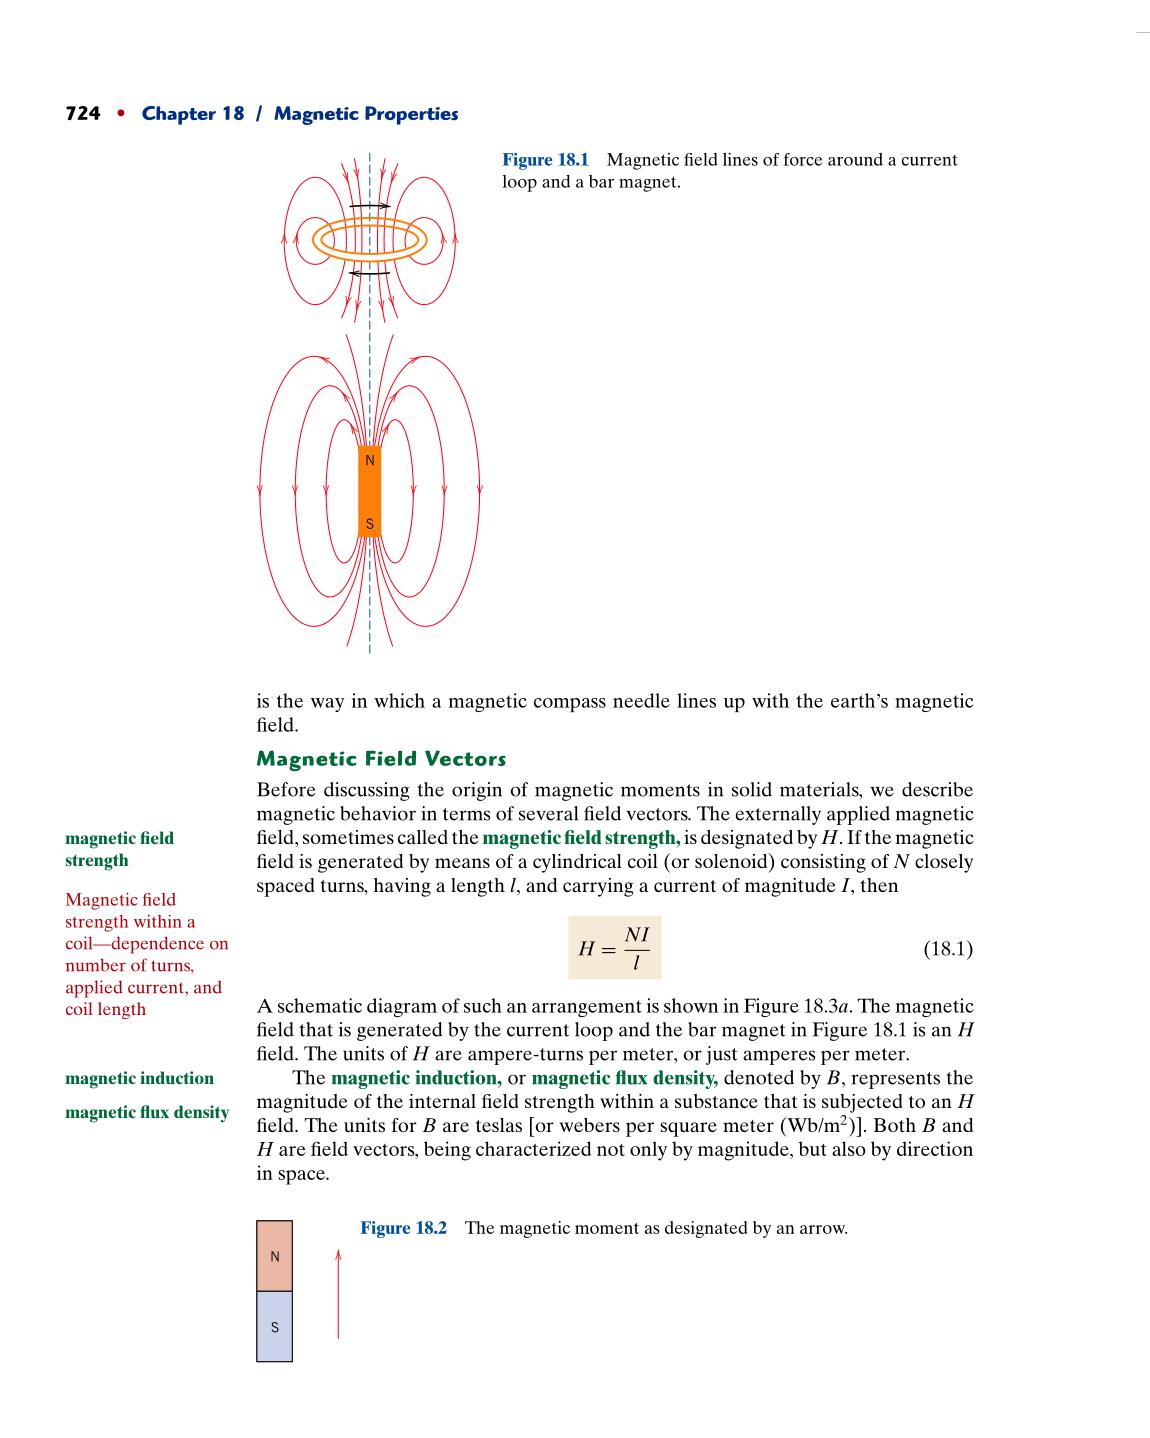 724 • Chapter 18 / Magnetic Properties
Figure 18.1 Magnetic field lines of force around a current
loop and a bar magnet.
N
S
is the way in which a magnetic compass needle lines up with the earth’s magnetic
field.
Magnetic Field Vectors
Before discussing the origin of magnetic moments in solid materials, we describe
magnetic behavior in terms of several field vectors. The externally applied magnetic
field, sometimes called the magnetic field strength, is designated by H. If the magnetic
field is generated by means of a cylindrical coil (or solenoid) consisting of N closely
spaced turns, having a length l, and carrying a current of magnitude I, then
magnetic field
strength
Magnetic field
strength within a
coil—dependence on
number of turns,
applied current, and
coil length
H = NI / l (18.1)
A schematic diagram of such an arrangement is shown in Figure 18.3a. The magnetic
field that is generated by the current loop and the bar magnet in Figure 18.1 is an H
field. The units of H are ampere-turns per meter, or just amperes per meter.
magnetic induction
magnetic flux density
The magnetic induction, or magnetic flux density, denoted by B, represents the
magnitude of the internal field strength within a substance that is subjected to an H
field. The units for B are teslas [or webers per square meter (Wb/m²)]. Both B and
H are field vectors, being characterized not only by magnitude, but also by direction
in space.
Figure 18.2 The magnetic moment as designated by an arrow.
N
S